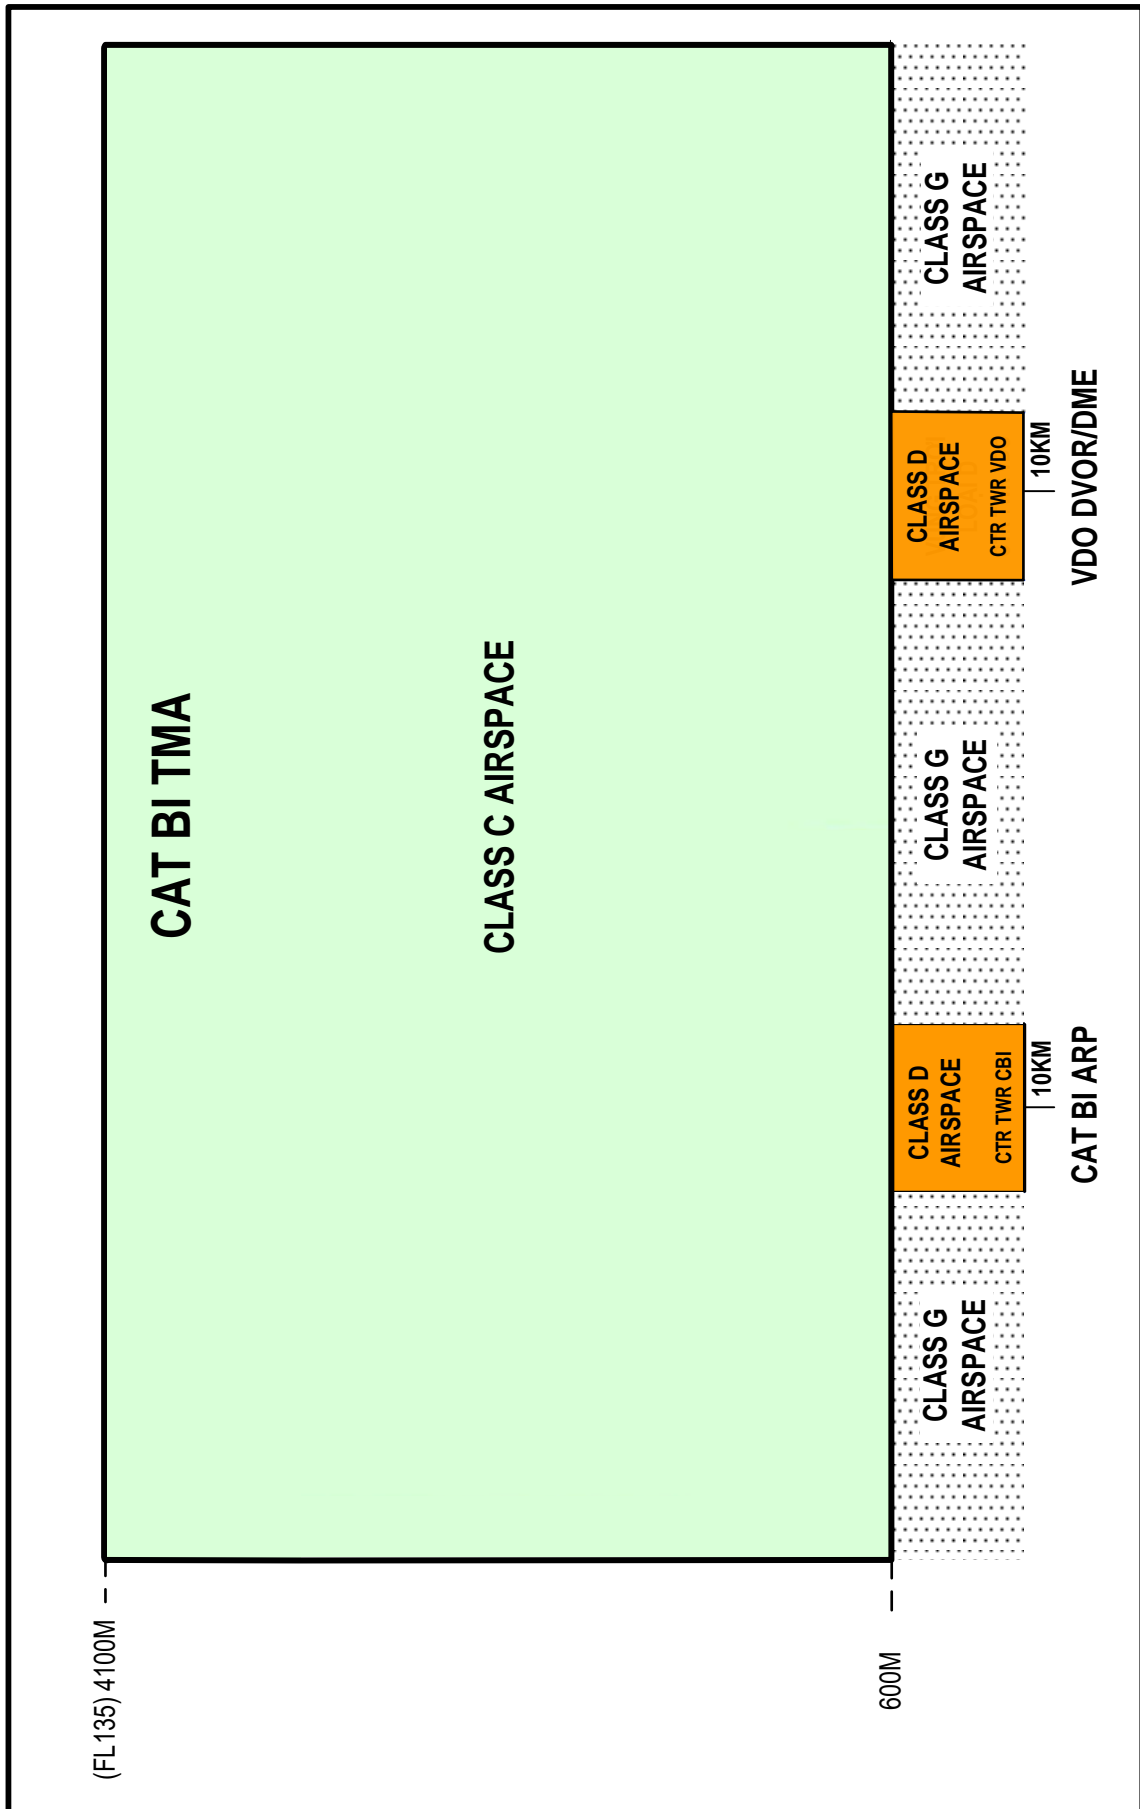 CAT BI TMA
CLASS C AIRSPACE
(FL135) 4100M
600M
CLASS G
AIRSPACE
CLASS D
AIRSPACE
CTR TWR CBI
10KM
CAT BI ARP
CLASS G
AIRSPACE
CLASS D
AIRSPACE
CTR TWR VDO
10KM
VDO DVOR/DME
CLASS G
AIRSPACE